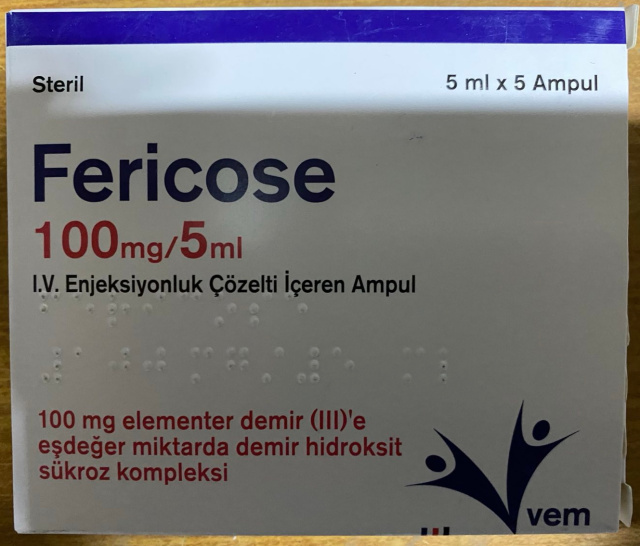 Steril
5 ml x 5 Ampul
Fericose
100mg/5ml
I.V. Enjeksiyonluk Çözelti İçeren Ampul
100 mg elementer demir (III)'e
eşdeğer miktarda demir hidroksit
sükroz kompleksi
vem